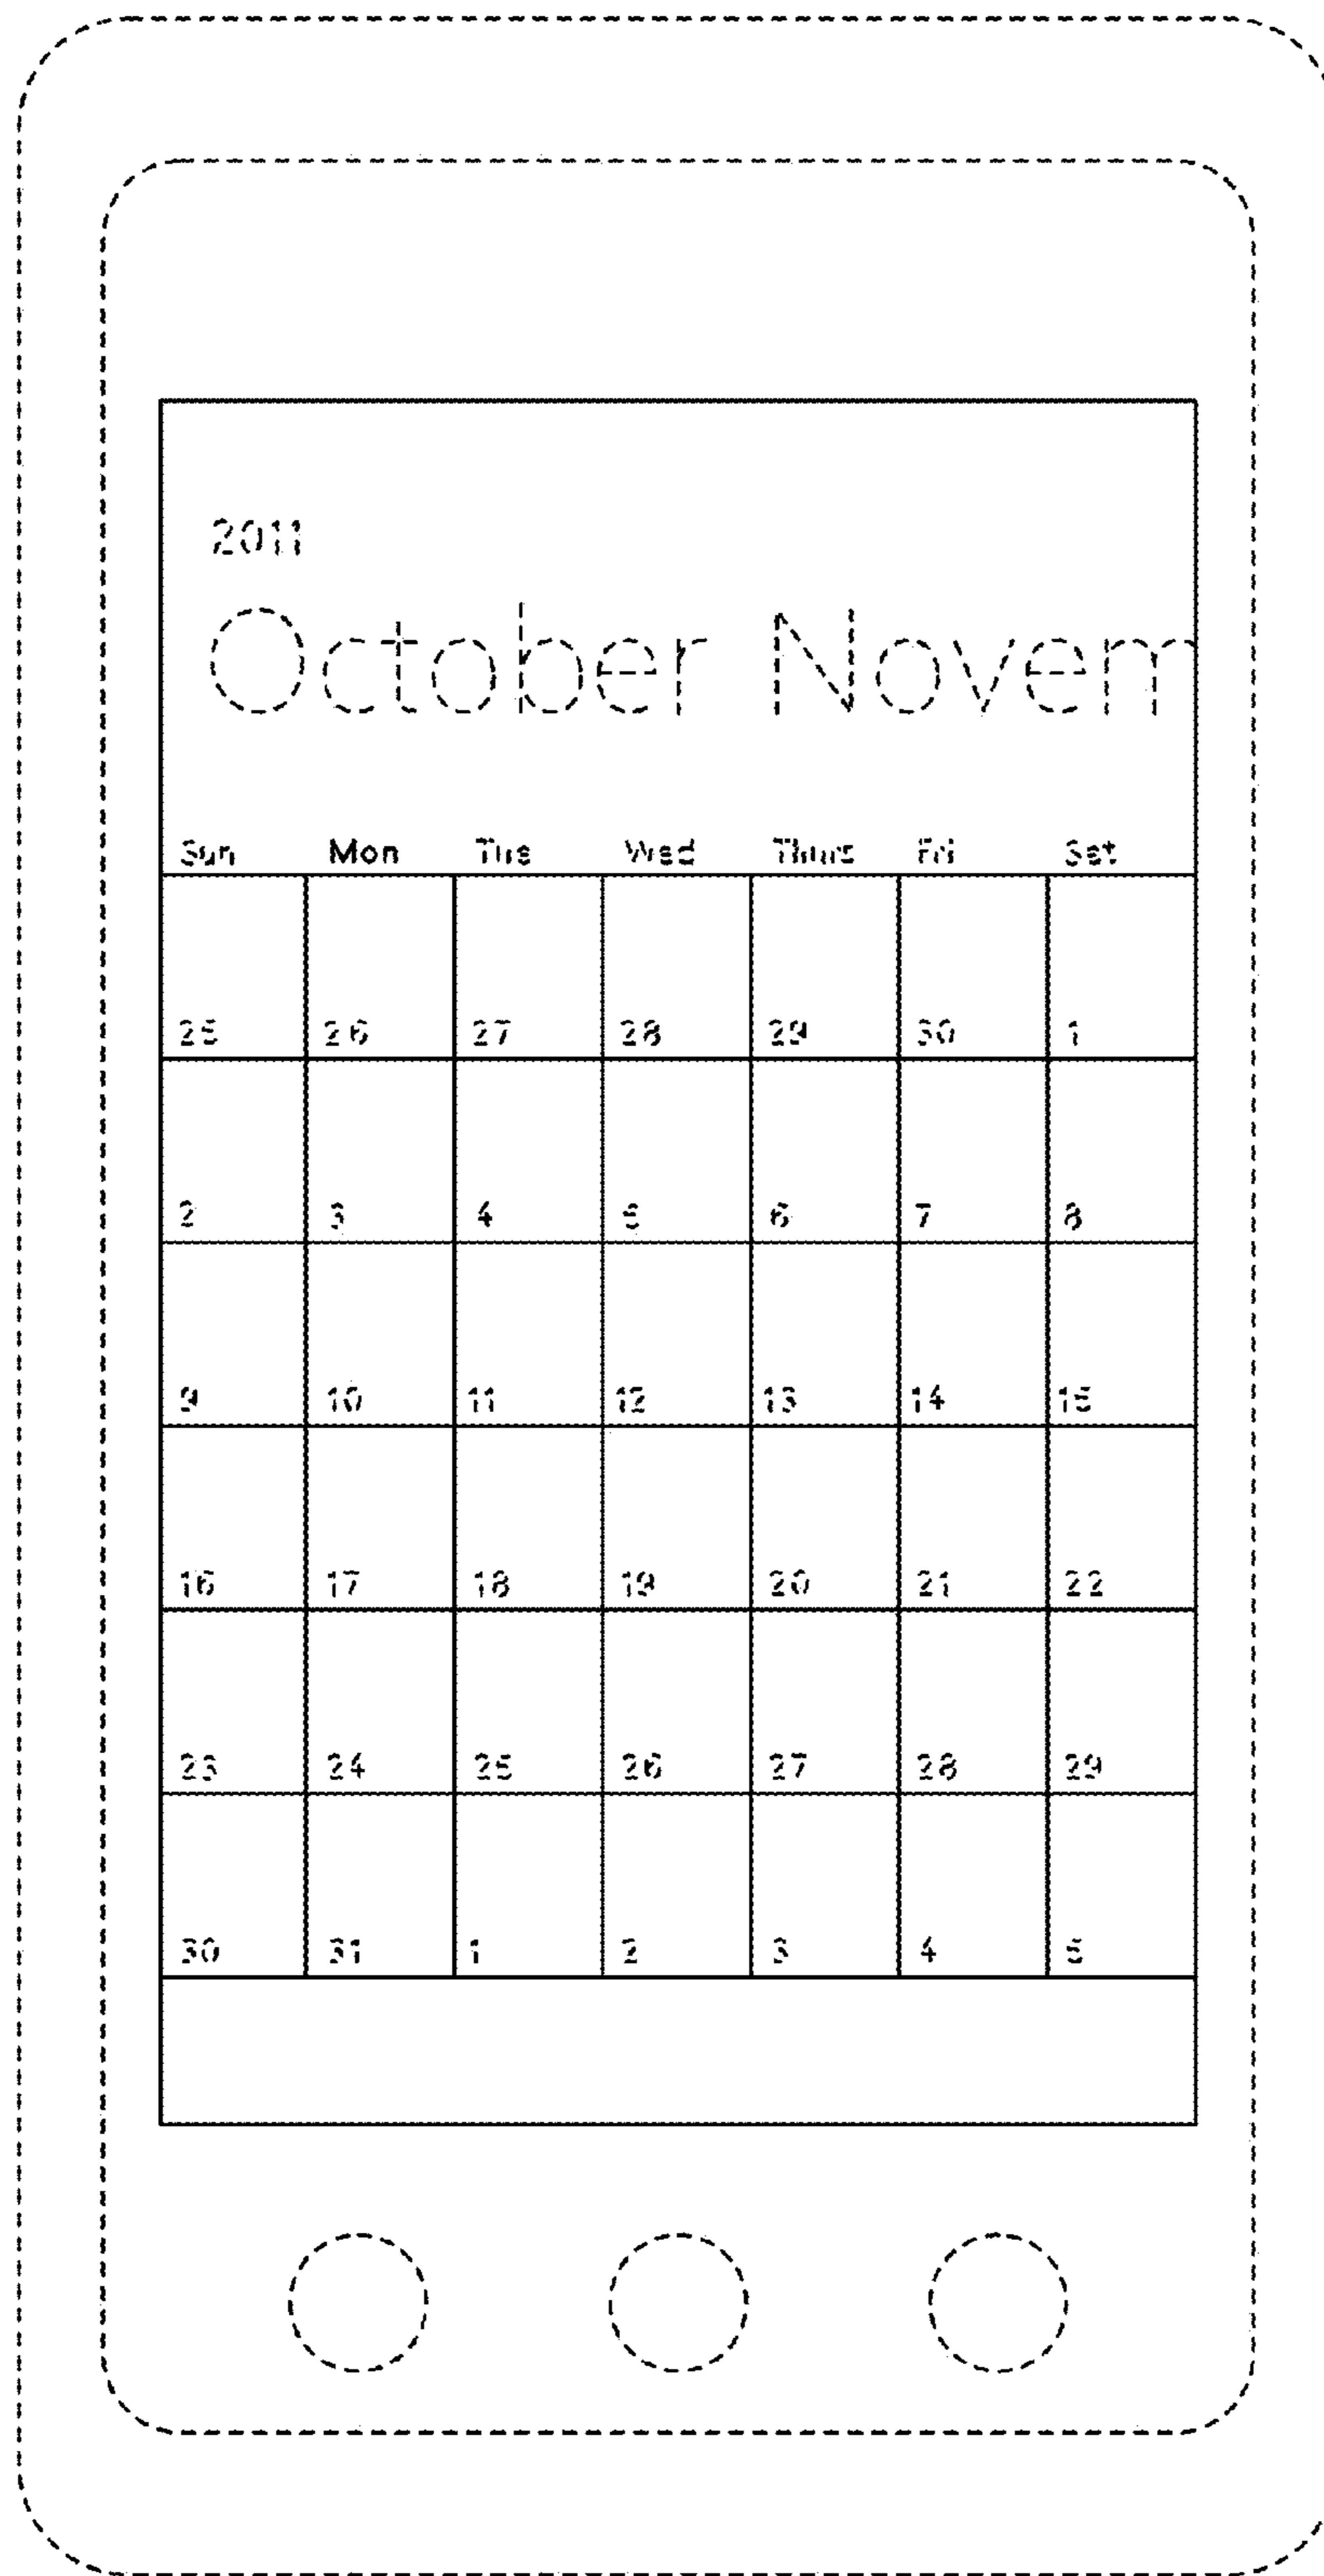 2011
October Novem
Sun Mon Tue Wed Thurs Fri Sat
25 26 27 28 29 30 1
2 3 4 5 6 7 8
9 10 11 12 13 14 15
16 17 18 19 20 21 22
23 24 25 26 27 28 29
30 31 1 2 3 4 5